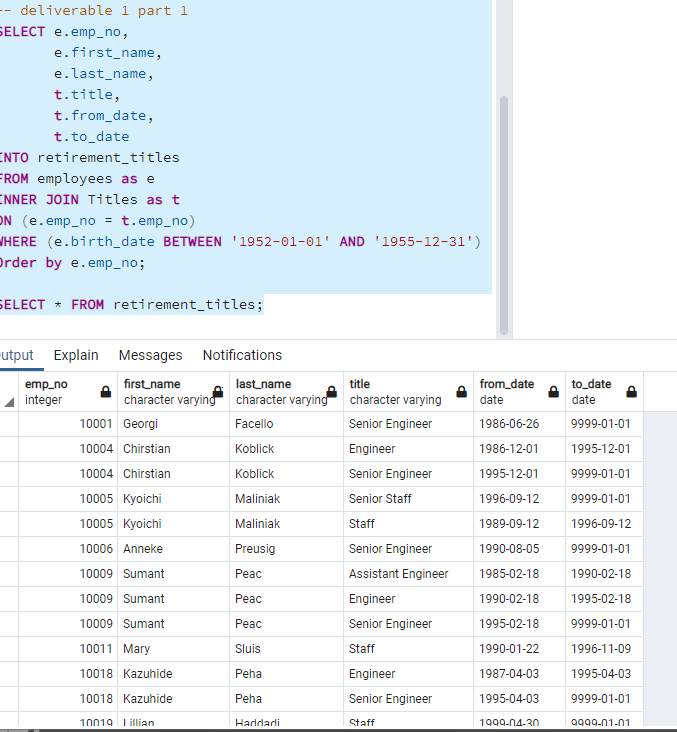 -- deliverable 1 part 1
SELECT e.emp_no,
e.first_name,
e.last_name,
t.title,
t.from_date,
t.to_date
INTO retirement_titles
FROM employees as e
INNER JOIN Titles as t
ON (e.emp_no = t.emp_no)
WHERE (e.birth_date BETWEEN '1952-01-01' AND '1955-12-31')
Order by e.emp_no;
SELECT * FROM retirement_titles;
Output Explain Messages Notifications
emp_no first_name last_name title from_date to_date
integer character varying character varying character varying date date
10001 Georgi Facello Senior Engineer 1986-06-26 9999-01-01
10004 Chirstian Koblick Engineer 1986-12-01 1995-12-01
10004 Chirstian Koblick Senior Engineer 1995-12-01 9999-01-01
10005 Kyoichi Maliniak Senior Staff 1996-09-12 9999-01-01
10005 Kyoichi Maliniak Staff 1989-09-12 1996-09-12
10006 Anneke Preusig Senior Engineer 1990-08-05 9999-01-01
10009 Sumant Peac Assistant Engineer 1985-02-18 1990-02-18
10009 Sumant Peac Engineer 1990-02-18 1995-02-18
10009 Sumant Peac Senior Engineer 1995-02-18 9999-01-01
10011 Mary Sluis Staff 1990-01-22 1996-11-09
10018 Kazuhide Peha Engineer 1987-04-03 1995-04-03
10018 Kazuhide Peha Senior Engineer 1995-04-03 9999-01-01
10019 Lillian Haddadi Staff 1999-04-30 9999-01-01